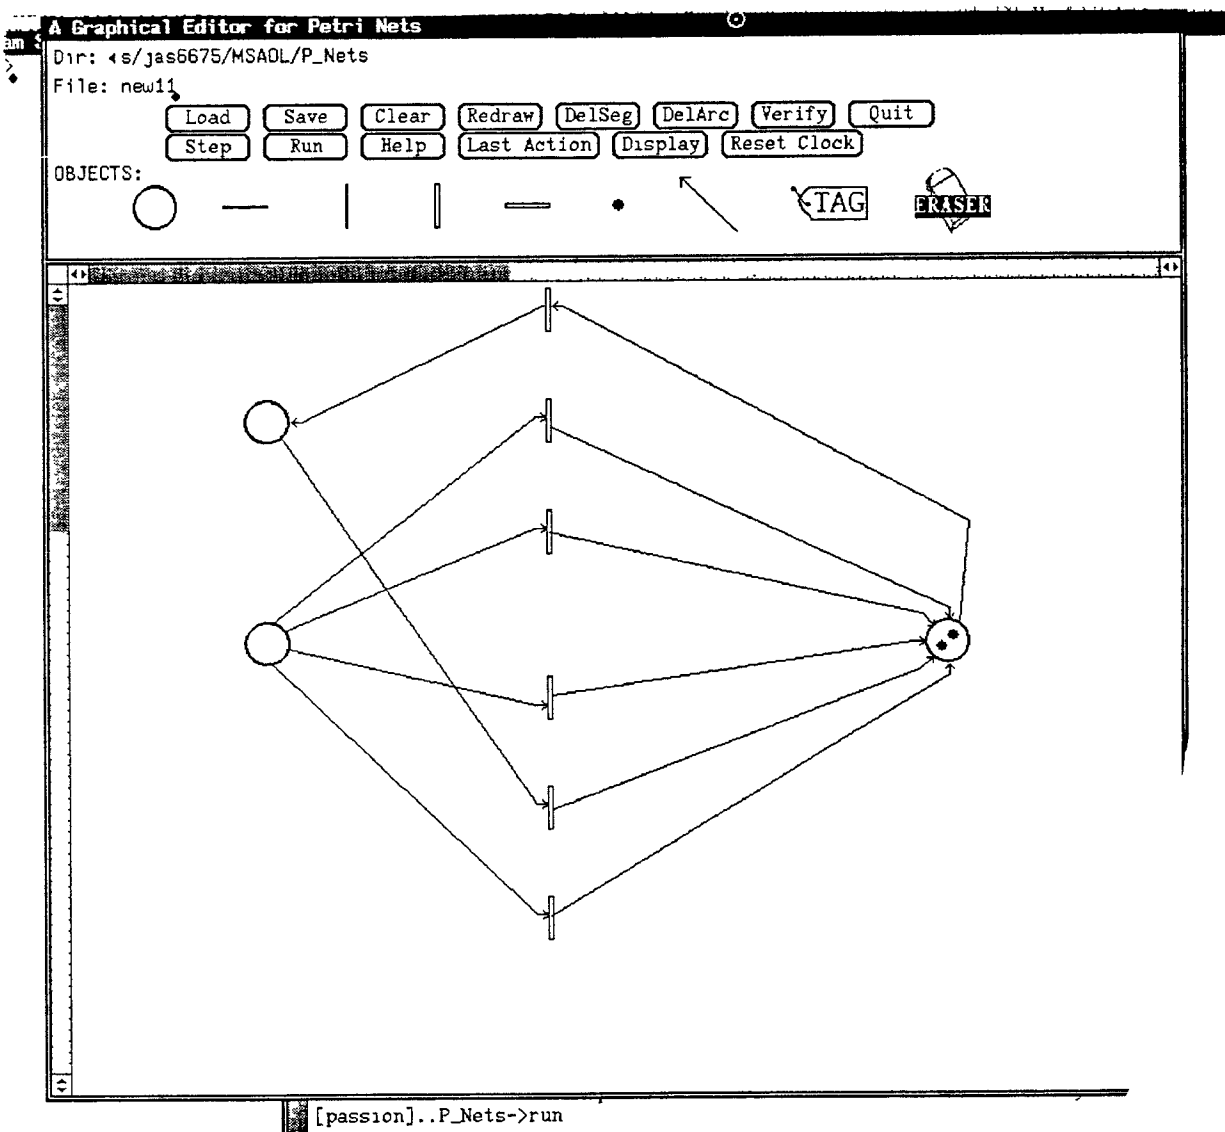 A Graphical Editor for Petri Nets
am
Dir: s/jas6675/MSAOL/P_Nets
File: new11
Load Save Clear Redraw DelSeg DelArc Verify Quit
Step Run Help Last Action Display Reset Clock
OBJECTS:
TAG ERASER
[passion]..P_Nets->run